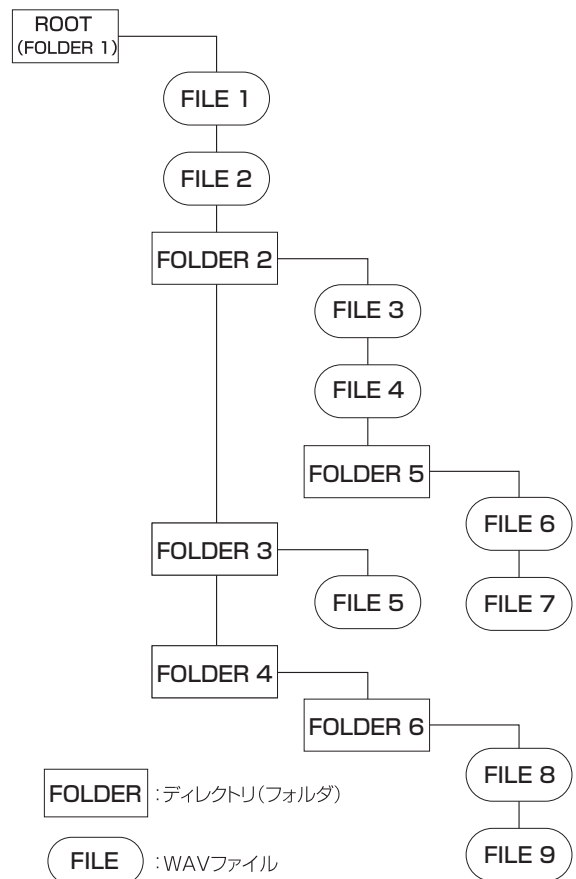 ROOT
(FOLDER 1)
FILE 1
FILE 2
FOLDER 2
FILE 3
FILE 4
FOLDER 5
FILE 6
FOLDER 3
FILE 5
FILE 7
FOLDER 4
FOLDER 6
FILE 8
FOLDER :ディレクトリ(フォルダ)
FILE 9
FILE :WAVファイル